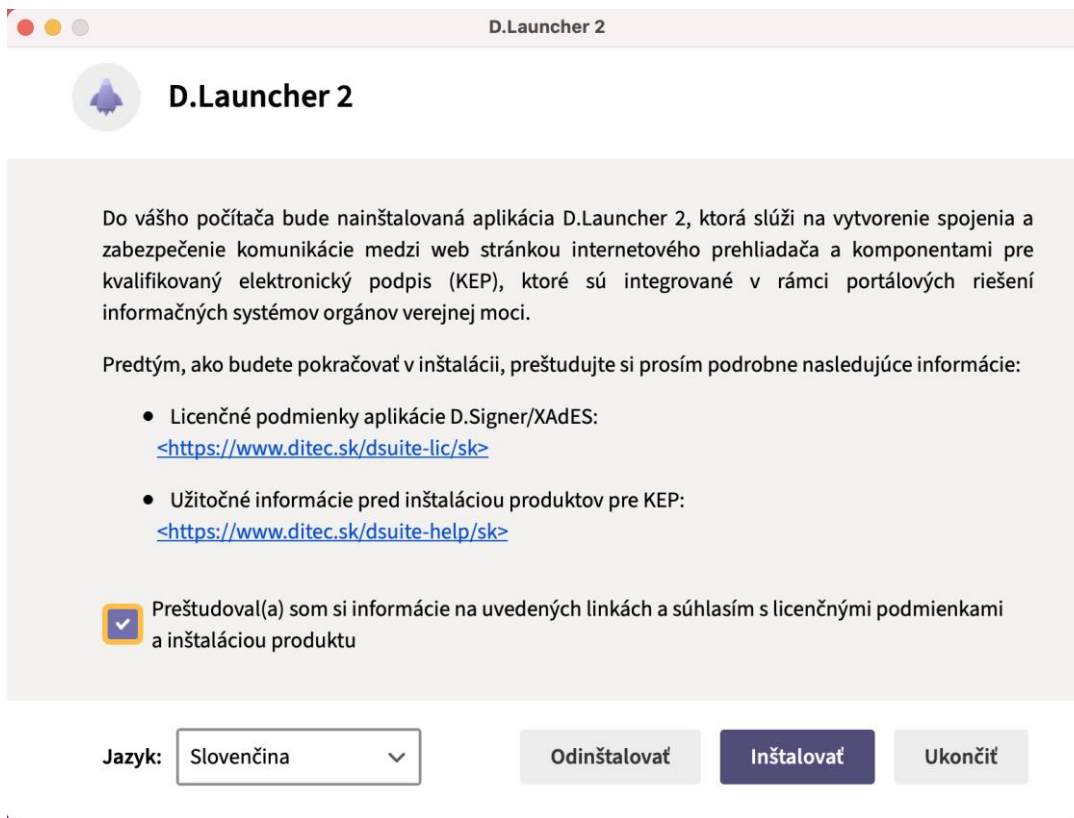 D.Launcher 2
D.Launcher 2
Do vášho počítača bude nainštalovaná aplikácia D.Launcher 2, ktorá slúži na vytvorenie spojenia a
zabezpečenie komunikácie medzi web stránkou internetového prehliadača a komponentami pre
kvalifikovaný elektronický podpis (KEP), ktoré sú integrované v rámci portálových riešení
informačných systémov orgánov verejnej moci.
Predtým, ako budete pokračovať v inštalácii, preštudujte si prosím podrobne nasledujúce informácie:
• Licenčné podmienky aplikácie D.Signer/XAdES:
<https://www.ditec.sk/dsuite-lic/sk>
• Užitočné informácie pred inštaláciou produktov pre KEP:
<https://www.ditec.sk/dsuite-help/sk>
Preštudoval(a) som si informácie na uvedených linkách a súhlasím s licenčnými podmienkami
a inštaláciou produktu
Jazyk: Slovenčina Odinštalovať Inštalovať Ukončiť